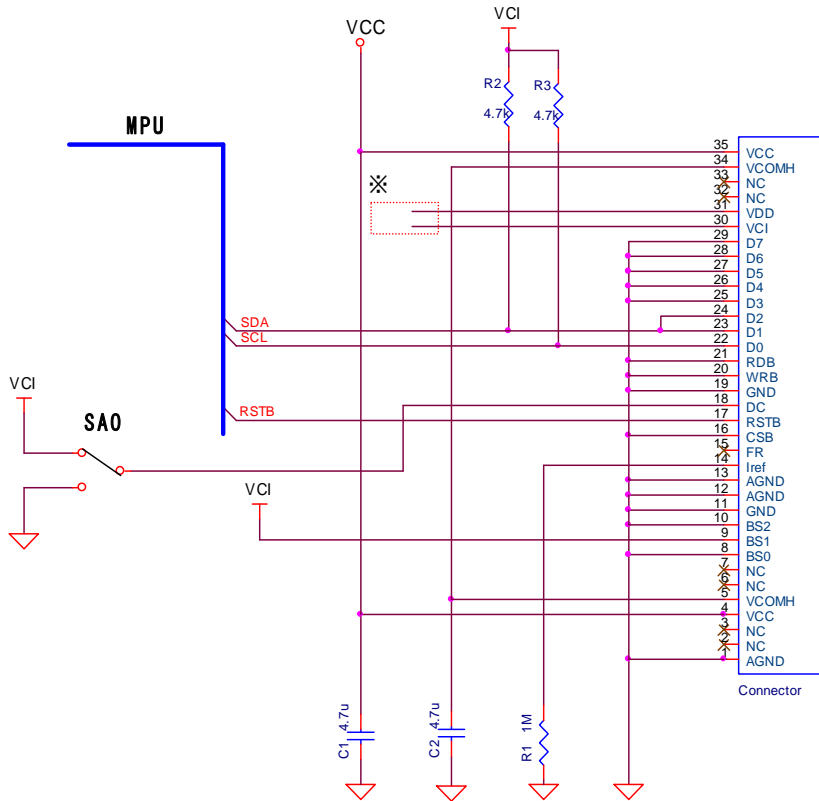 VCC
VCI
R2
4.7k
R3
4.7k
MPU
※
SDA
SCL
RSTB
VCI
SA0
VCI
35 VCC
34 VCOMH
33 NC
32 NC
31 VDD
30 VCI
29 D7
28 D6
27 D5
26 D4
25 D3
24 D2
23 D1
22 D0
21 RDB
20 WRB
19 GND
18 DC
17 RSTB
16 CSB
15 FR
14 Iref
13 AGND
12 AGND
11 GND
10 BS2
9 BS1
8 BS0
7 NC
6 NC
5 VCOMH
4 VCC
3 NC
2 NC
1 AGND
Connector
C1 4.7u
C2 4.7u
R1 1M